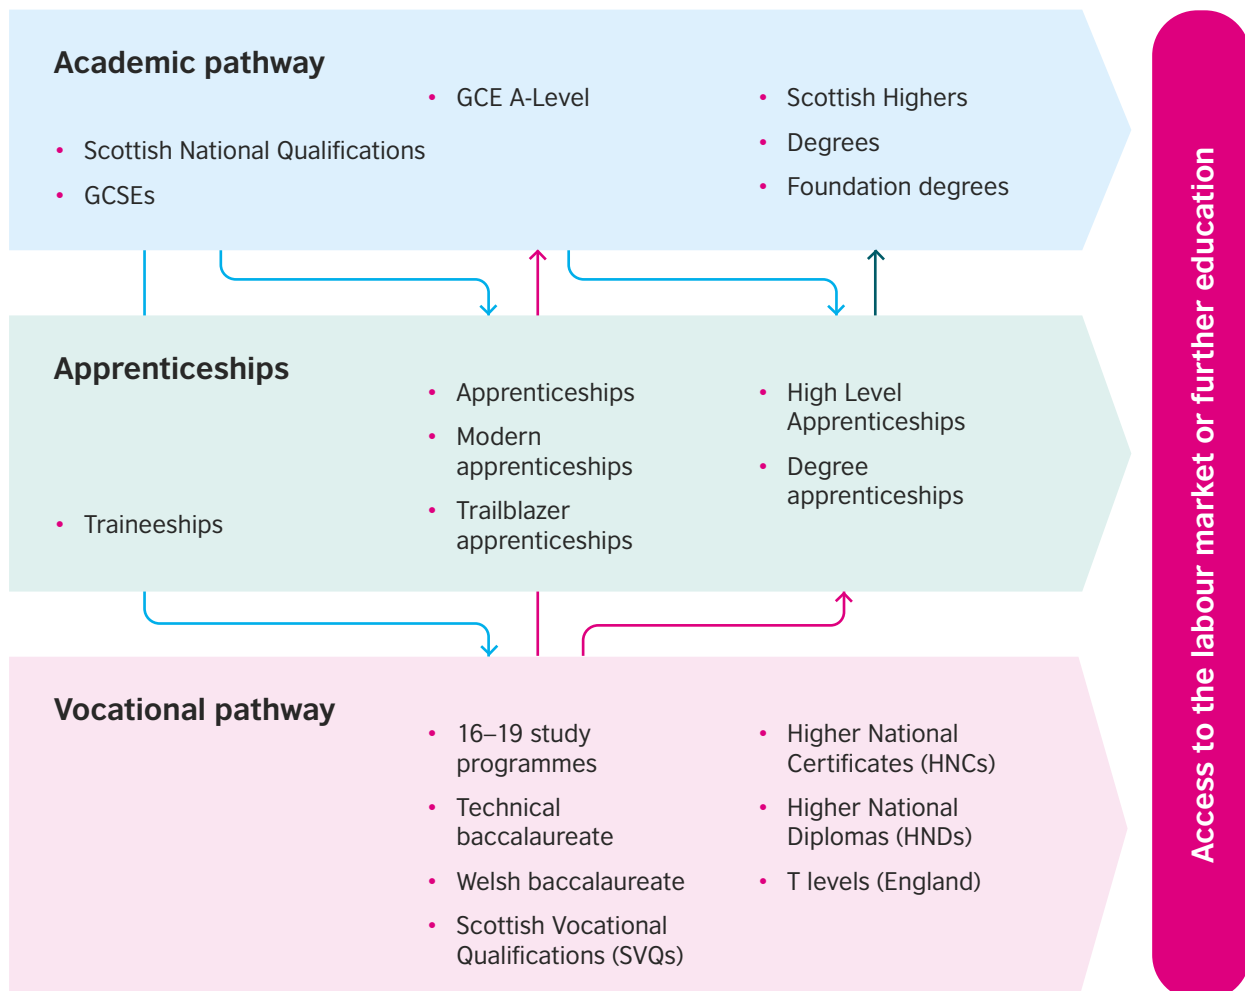 Academic pathway
• Scottish National Qualifications
• GCSEs
• GCE A-Level
• Scottish Highers
• Degrees
• Foundation degrees
Apprenticeships
• Traineeships
• Apprenticeships
• Modern
apprenticeships
• Trailblazer
apprenticeships
• High Level
Apprenticeships
• Degree
apprenticeships
Vocational pathway
• 16–19 study
programmes
• Technical
baccalaureate
• Welsh baccalaureate
• Scottish Vocational
Qualifications (SVQs)
• Higher National
Certificates (HNCs)
• Higher National
Diplomas (HNDs)
• T levels (England)
Access to the labour market or further education